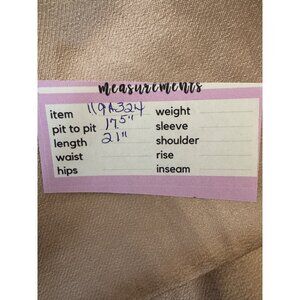 measurements
item 119A324 weight
pit to pit 17.5" sleeve
length 21" shoulder
waist rise
hips inseam